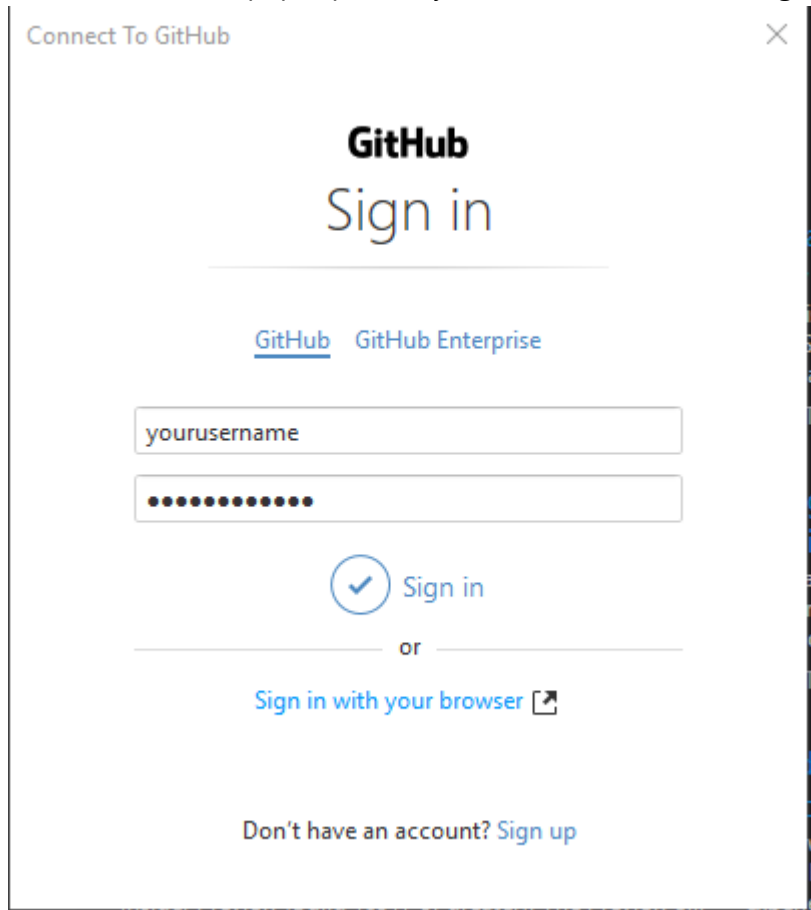 Connect To GitHub
GitHub
Sign in
GitHub GitHub Enterprise
yourusername
••••••••••••
Sign in
or
Sign in with your browser
Don't have an account? Sign up